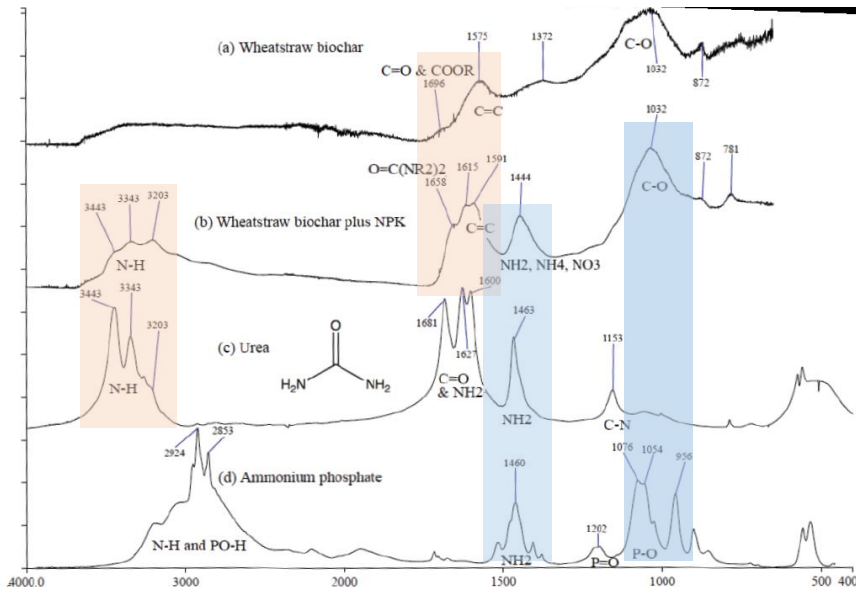 (a) Wheatstraw biochar
1575
1372
C-O
C=O & COOR
1696
C=C
1032
872
1032
O=C(NR2)2
1658
1615
1591
1444
872
781
3443
3343
3203
(b) Wheatstraw biochar plus NPK
C=C
C-O
N-H
NH2, NH4, NO3
3443
3343
3203
1600
1463
(c) Urea
O
1681
1627
1153
H₂N
NH₂
N-H
C=O
& NH2
NH2
C-N
2924
2853
(d) Ammonium phosphate
1460
1076
1054
956
1202
N-H and PO-H
NH2
P=O
P-O
4000.0
3000
2000
1500
1000
500
400